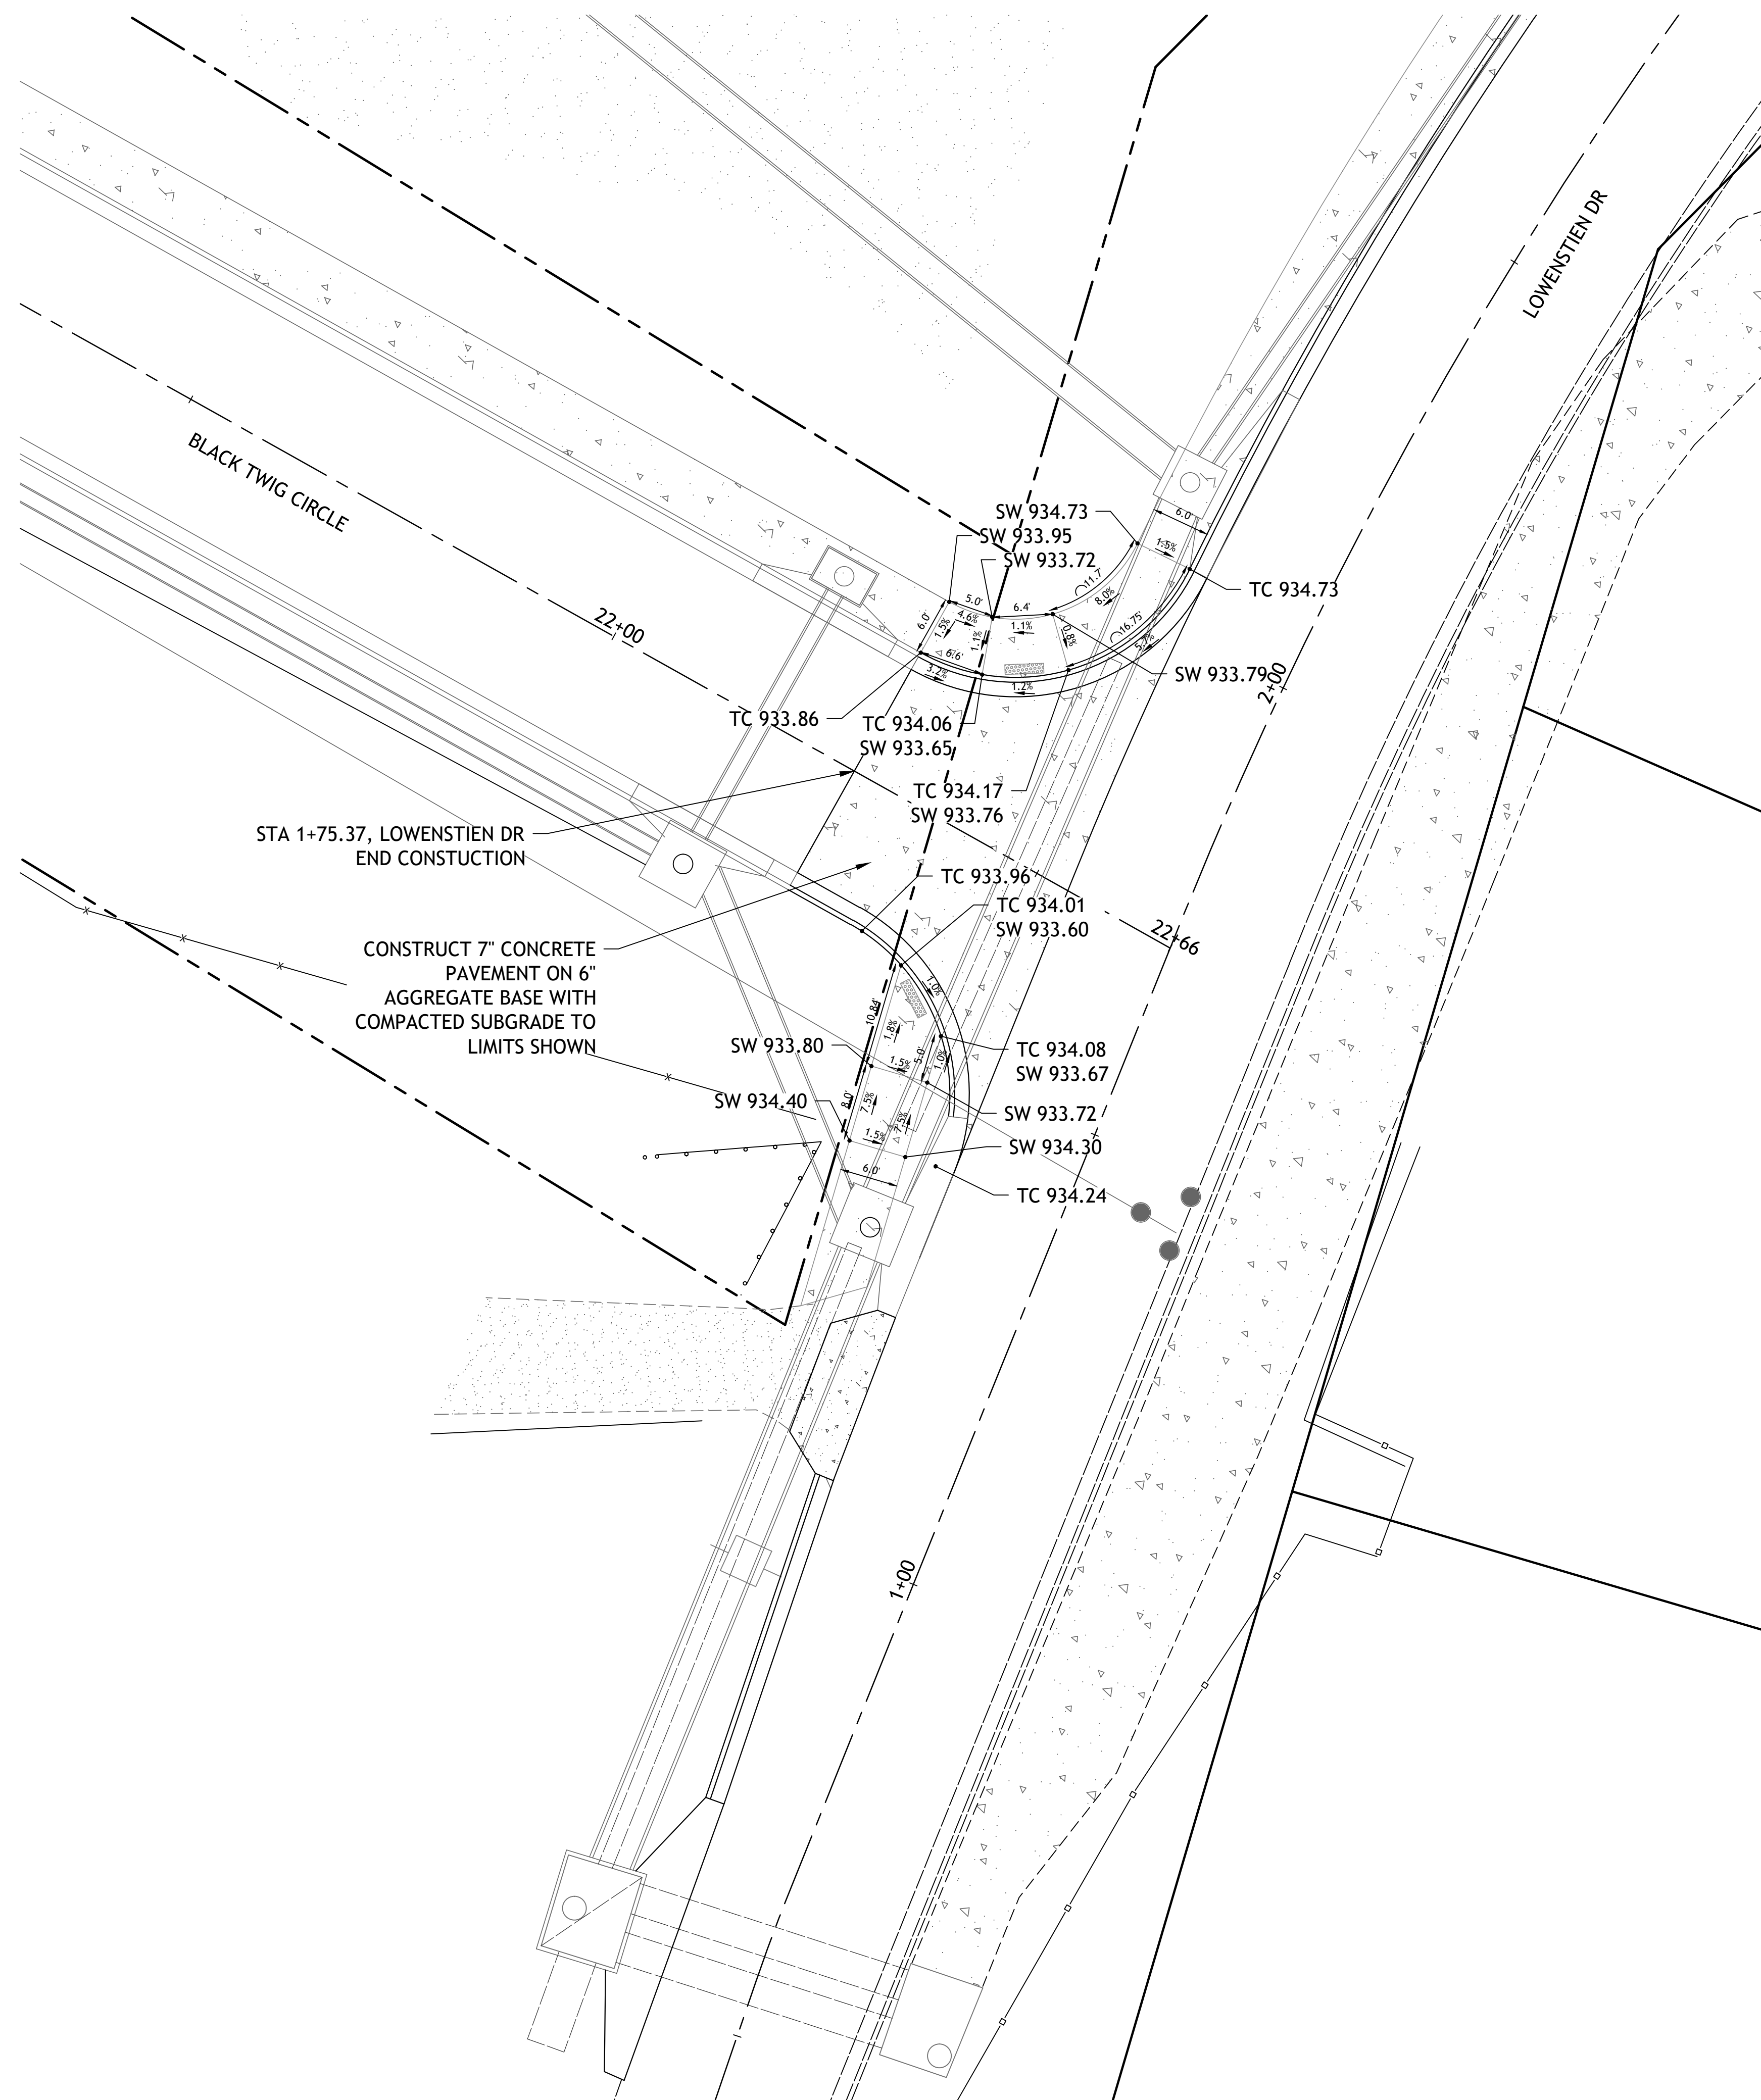 LOWENSTIEN DR
BLACK TWIG CIRCLE
22+00
SW 934.73
SW 933.95
SW 933.72
6.0'
1.5%
TC 934.73
11.7'
8.0%
5.0'
4.6%
6.4'
1.1%
6.0'
1.5%
1.1%
0.8%
16.75'
6.6'
3.2%
1.2%
SW 933.79
2+00
TC 933.86
TC 934.06
SW 933.65
TC 934.17
SW 933.76
STA 1+75.37, LOWENSTIEN DR
END CONSTUCTION
TC 933.96
TC 934.01
SW 933.60
22+66
CONSTRUCT 7" CONCRETE
PAVEMENT ON 6"
AGGREGATE BASE WITH
COMPACTED SUBGRADE TO
LIMITS SHOWN
1.0%
10.84'
1.8%
SW 933.80
1.5%
5.0'
1.0%
TC 934.08
SW 933.67
SW 934.40
8.0'
7.5%
7.5%
SW 933.72
1.5%
SW 934.30
6.0'
TC 934.24
1+00